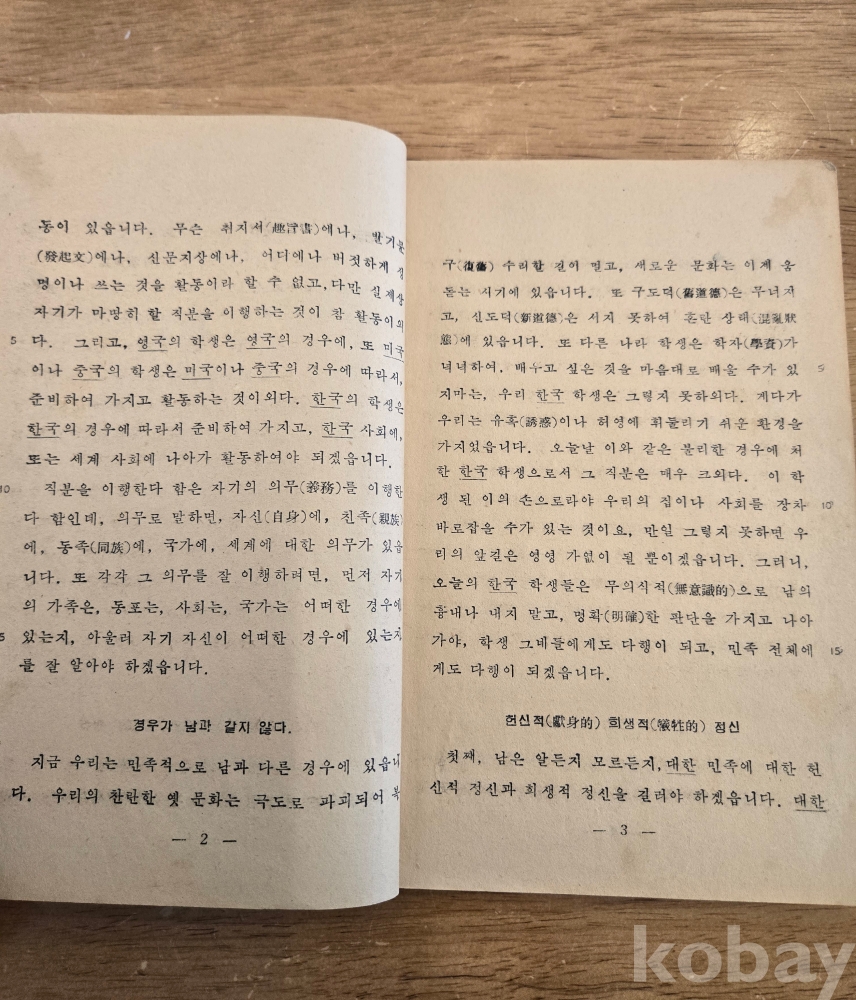 동이 있읍니다. 무슨 취지서(趣旨書)에나, 발기문
(發起文)에나, 신문지상에나, 어디에나 버젓하게 성
명이나 쓰는 것을 활동이라 할 수 없고, 다만 실제상
자기가 마땅히 할 직분을 이행하는 것이 참 활동이외
5 다. 그리고, 영국의 학생은 영국의 경우에, 또 미국
이나 중국의 학생은 미국이나 중국의 경우에 따라서,
준비하여 가지고 활동하는 것이외다. 한국의 학생은
한국의 경우에 따라서 준비하여 가지고, 한국 사회에,
또는 세계 사회에 나아가 활동하여야 되겠읍니다.
10 직분을 이행한다 함은 자기의 의무(義務)를 이행한
다 함인데, 의무로 말하면, 자신(自身)에, 친족(親族)
에, 동족(同族)에, 국가에, 세계에 대한 의무가 있읍
니다. 또 각각 그 의무를 잘 이행하려면, 먼저 자기
의 가족은, 동포는, 사회는, 국가는 어떠한 경우에
5 있는지, 아울러 자기 자신이 어떠한 경우에 있는지
를 잘 알아야 하겠읍니다.
경우가 남과 같지 않다.
지금 우리는 민족적으로 남과 다른 경우에 있읍니
다. 우리의 찬란한 옛 문화는 극도로 파괴되어 복
— 2 —
구(復舊) 수리할 길이 멀고, 새로운 문화는 이제 움
돋는 시기에 있읍니다. 또 구도덕(舊道德)은 무너지
고, 신도덕(新道德)은 서지 못하여 혼란 상태(混亂狀
態)에 있읍니다. 또 다른 나라 학생은 학자(學資)가
녁녁하여, 배우고 싶은 것을 마음대로 배울 수가 있 5
지마는, 우리 한국 학생은 그렇지 못하외다. 게다가
우리는 유혹(誘惑)이나 허영에 휘둘리기 쉬운 환경을
가지었읍니다. 오늘날 이와 같은 불리한 경우에 처
한 한국 학생으로서 그 직분은 매우 크외다. 이 학
생 된 이의 손으로라야 우리의 집이나 사회를 장차 10
바로잡을 수가 있는 것이요, 만일 그렇지 못하면 우
리의 앞길은 영영 가없이 될 뿐이겠읍니다. 그러니,
오늘의 한국 학생들은 무의식적(無意識的)으로 남의
흉내나 내지 말고, 명확(明確)한 판단을 가지고 나아
가야, 학생 그네들에게도 다행이 되고, 민족 전체에 15
게도 다행이 되겠읍니다.
헌신적(獻身的) 희생적(犧牲的) 정신
첫째, 남은 알든지 모르든지, 대한 민족에 대한 헌
신적 정신과 희생적 정신을 길러야 하겠읍니다. 대한
— 3 —
kobay